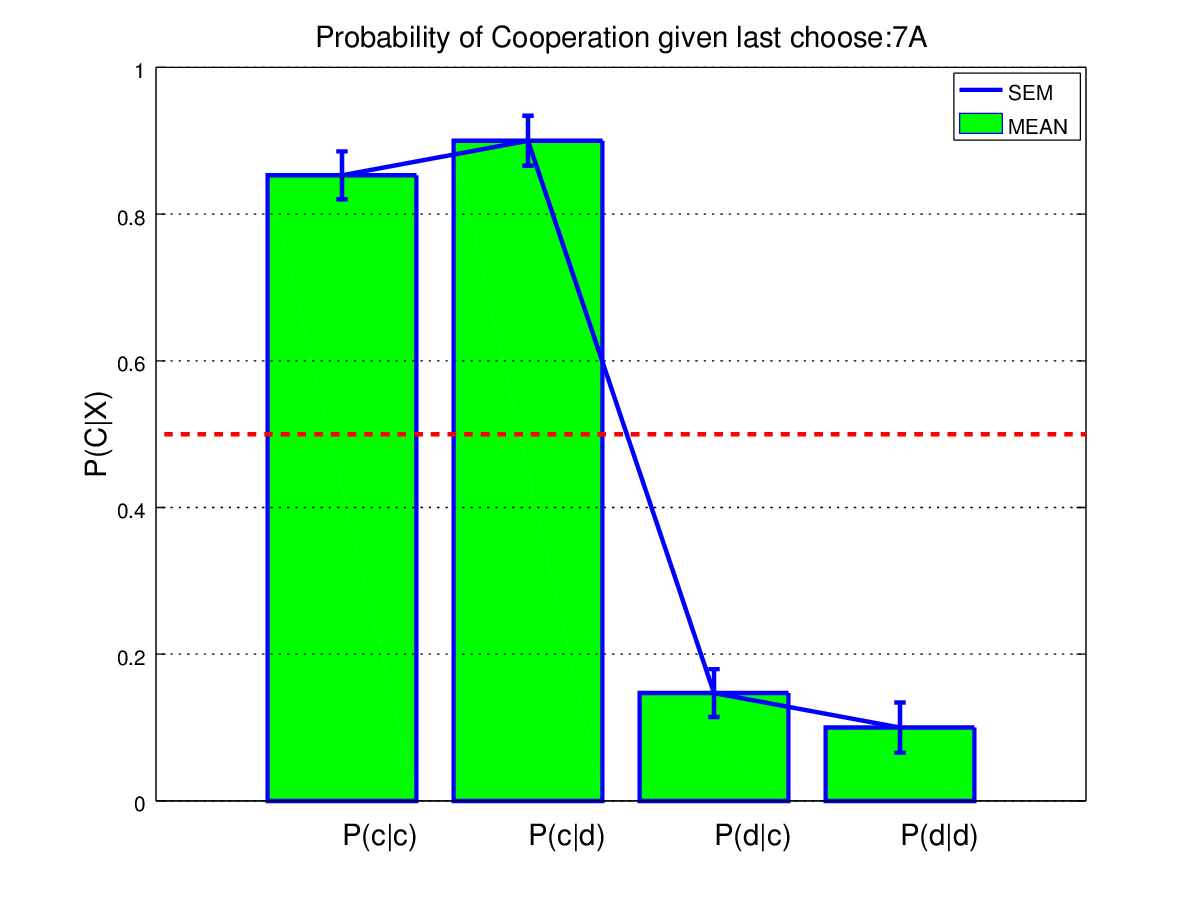 Probability of Cooperation given last choose:7A
SEM
MEAN
1
0.8
0.6
0.4
0.2
0
P(C|X)
P(c|c)
P(c|d)
P(d|c)
P(d|d)